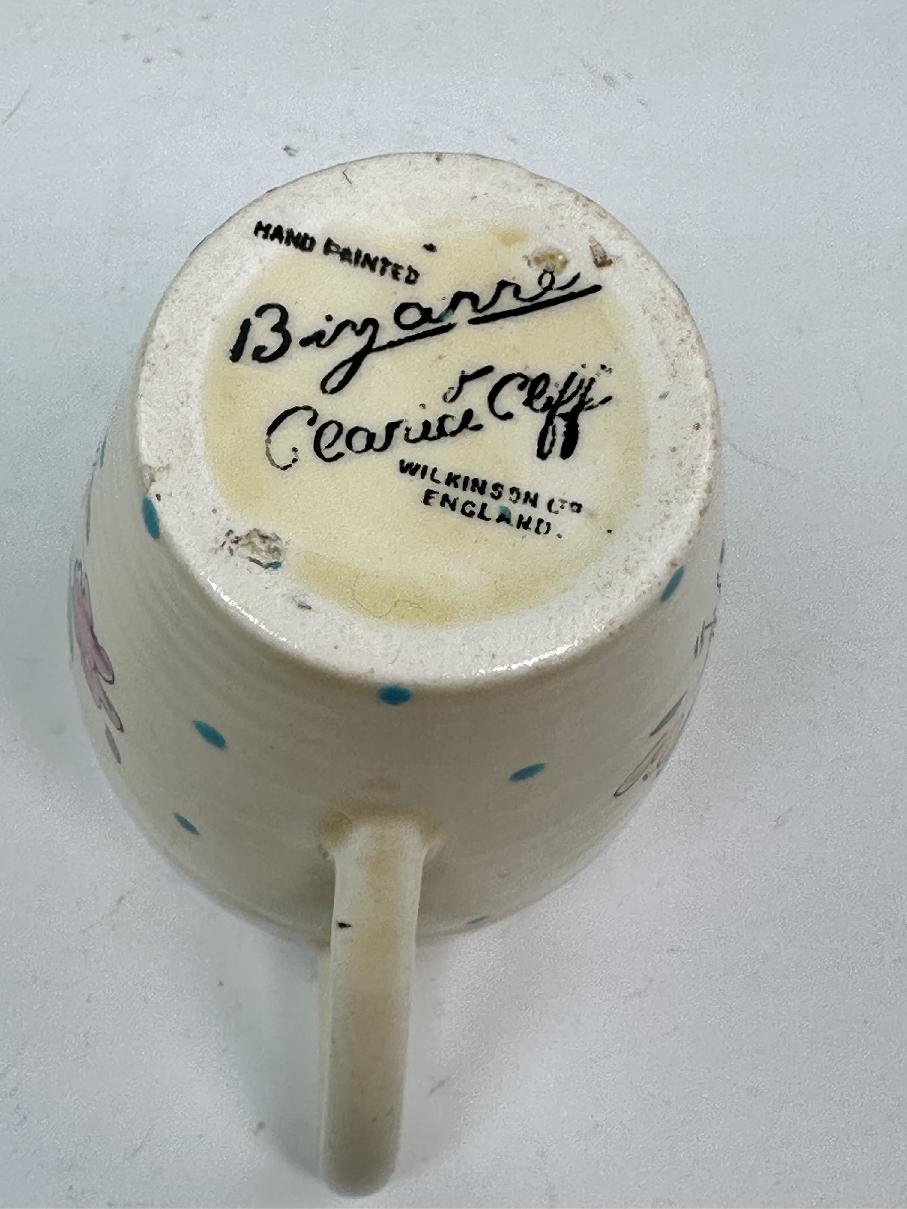 HAND PAINTED
Bizarre
by
Clarice Cliff
WILKINSON LTD
ENGLAND.